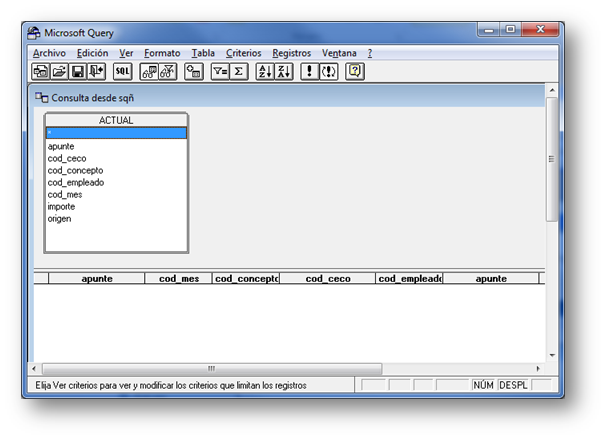 Microsoft Query
Archivo Edición Ver Formato Tabla Criterios Registros Ventana ?
SQL
Consulta desde sqñ
ACTUAL
*
apunte
cod_ceco
cod_concepto
cod_empleado
cod_mes
importe
origen
apunte cod_mes cod_concepto cod_ceco cod_empleado apunte
Elija Ver criterios para ver y modificar los criterios que limitan los registros NÚM DESPL